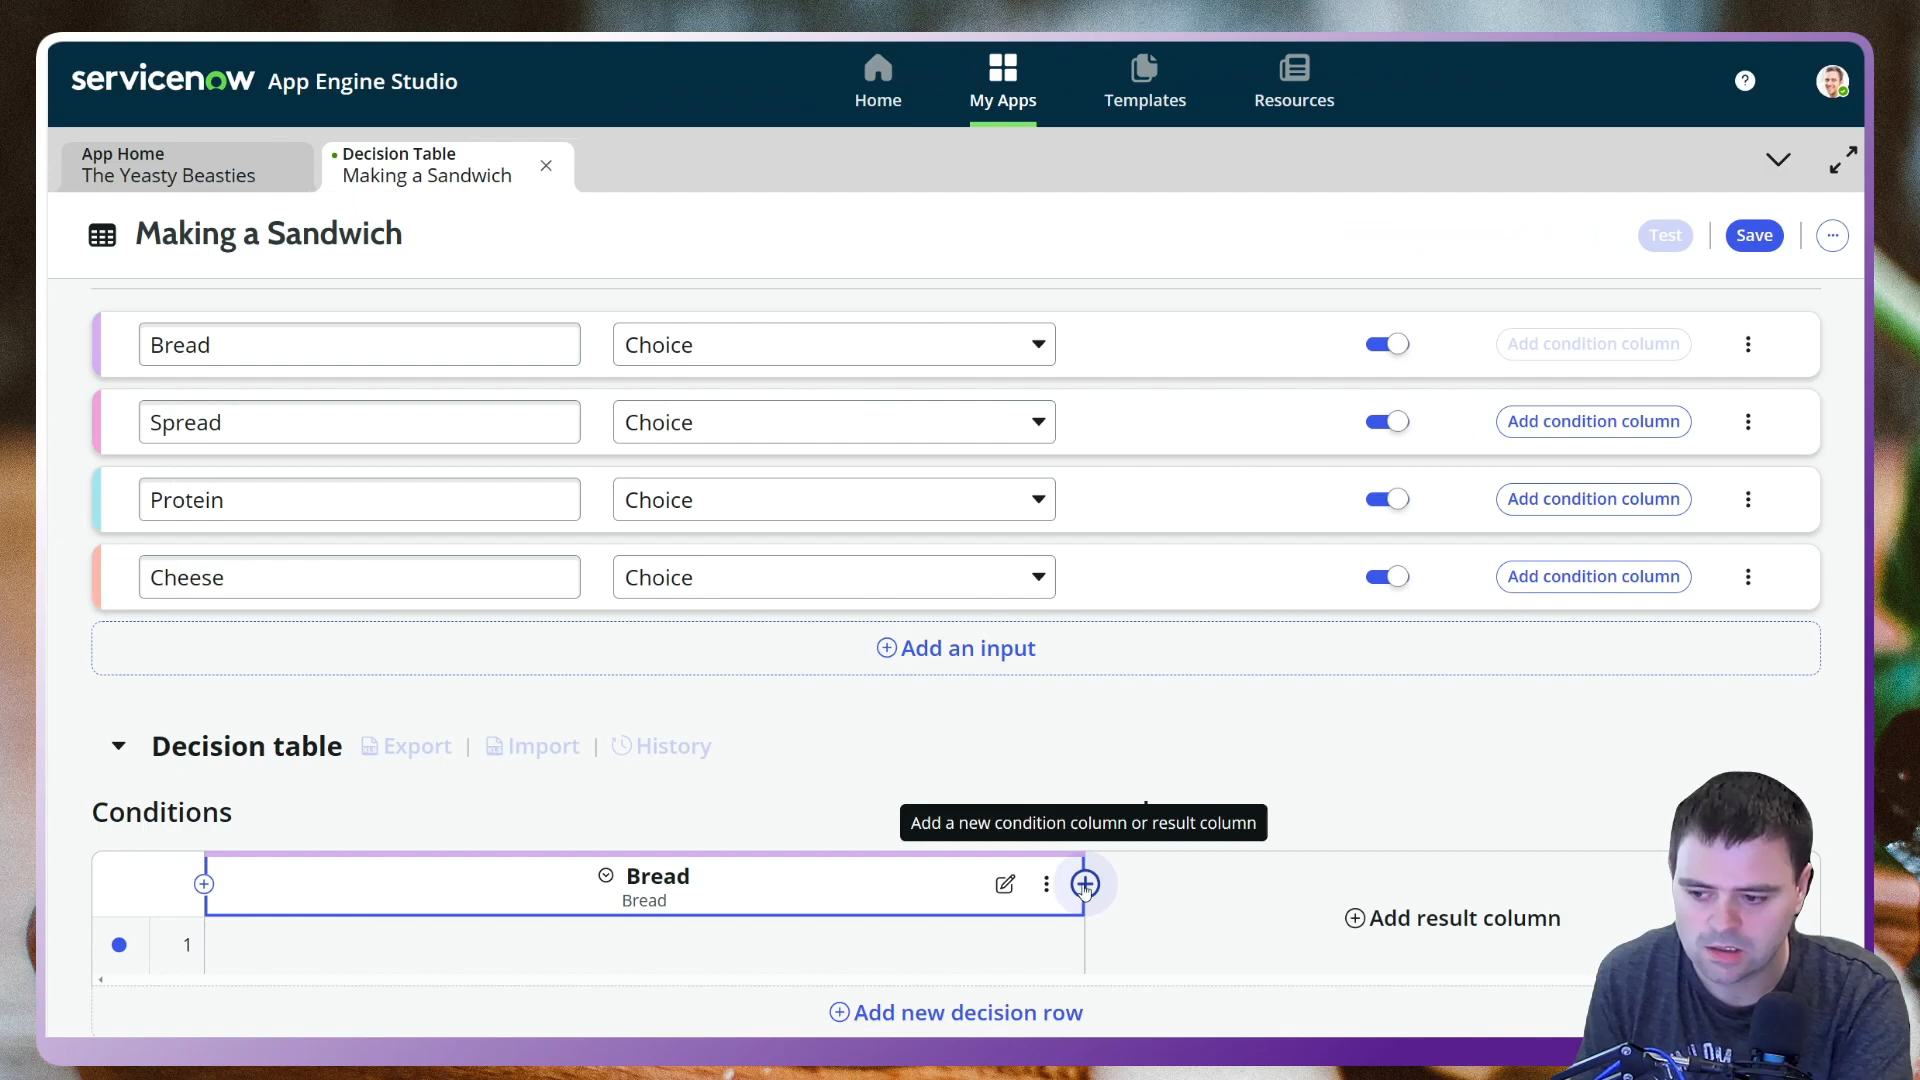 servicenow App Engine Studio
Home
My Apps
Templates
Resources
?
App Home
The Yeasty Beasties
Decision Table
Making a Sandwich
Making a Sandwich
Test
Save
Bread
Choice
Add condition column
Spread
Choice
Add condition column
Protein
Choice
Add condition column
Cheese
Choice
Add condition column
Add an input
Decision table
Export
Import
History
Conditions
Add a new condition column or result column
Bread
Bread
Add result column
1
Add new decision row